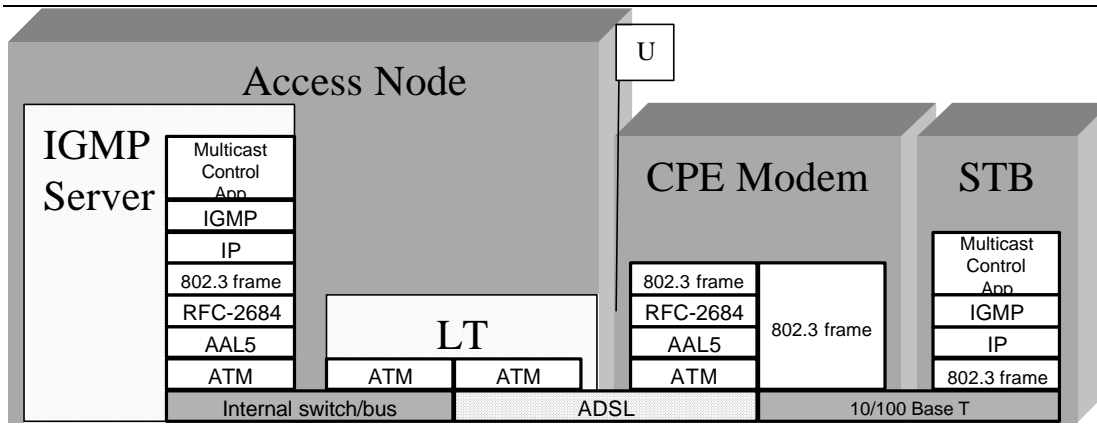 Access Node
U
IGMP
Server
Multicast
Control
App
IGMP
IP
802.3 frame
RFC-2684
AAL5
ATM
LT
ATM
ATM
Internal switch/bus
ADSL
CPE Modem
802.3 frame
RFC-2684
AAL5
ATM
802.3 frame
STB
Multicast
Control
App
IGMP
IP
802.3 frame
10/100 Base T